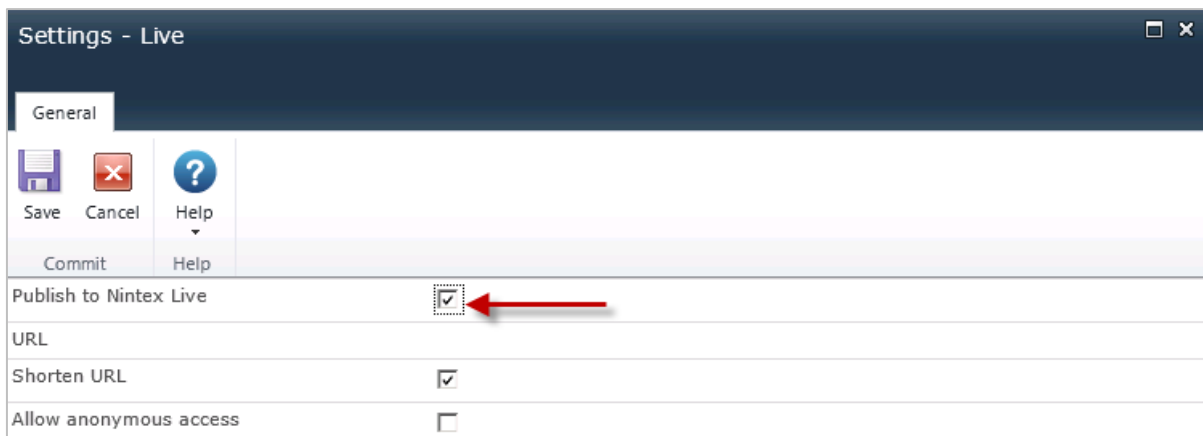 Settings - Live
General
Save Cancel Help
Commit Help
Publish to Nintex Live
URL
Shorten URL
Allow anonymous access